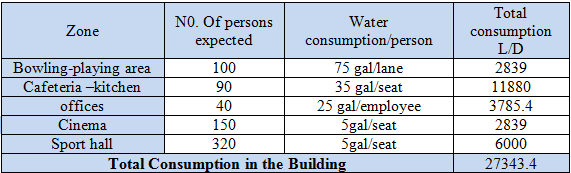 Zone | N0. Of persons expected | Water consumption/person | Total consumption L/D
Bowling-playing area | 100 | 75 gal/lane | 2839
Cafeteria –kitchen | 90 | 35 gal/seat | 11880
offices | 40 | 25 gal/employee | 3785.4
Cinema | 150 | 5gal/seat | 2839
Sport hall | 320 | 5gal/seat | 6000
Total Consumption in the Building | 27343.4